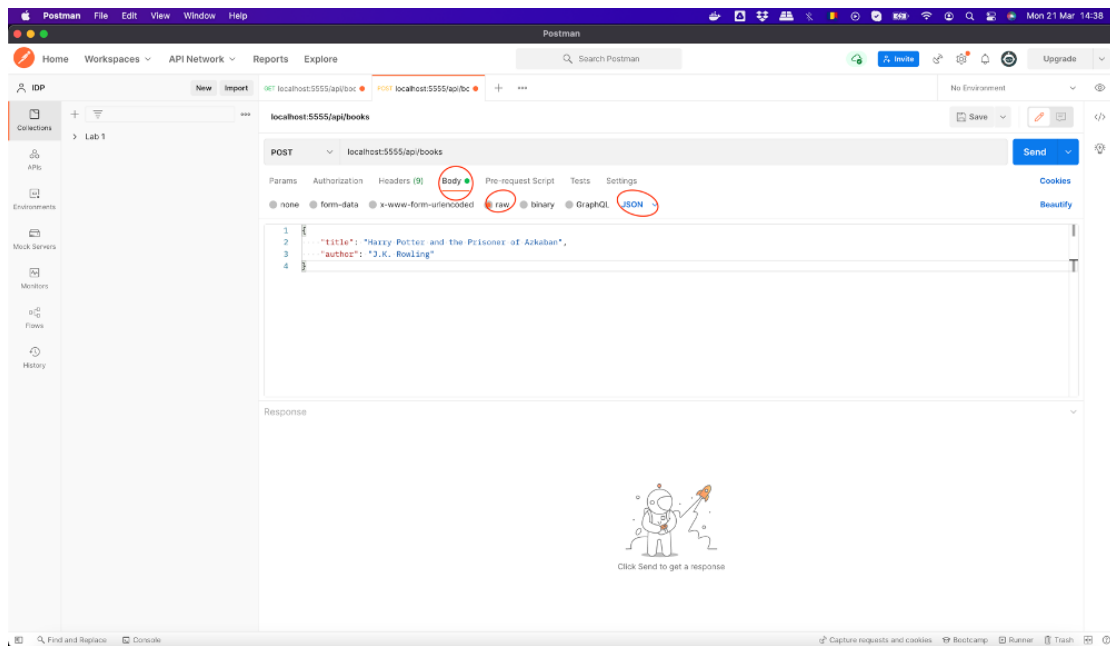 Postman File Edit View Window Help Mon 21 Mar 14:38
Postman
Home Workspaces API Network Reports Explore Search Postman Invite Upgrade
IDP New Import GET localhost:5555/api/boc POST localhost:5555/api/bc + No Environment
Collections
APIs
Environments
Mock Servers
Monitors
Flows
History
Lab 1
localhost:5555/api/books Save
POST localhost:5555/api/books Send
Params Authorization Headers (9) Body Pre-request Script Tests Settings Cookies
none form-data x-www-form-urlencoded raw binary GraphQL JSON Beautify
1 {
2 "title": "Harry Potter and the Prisoner of Azkaban",
3 "author": "J.K. Rowling"
4 }
Response
Click Send to get a response
Find and Replace Console Capture requests and cookies Bootcamp Runner Trash